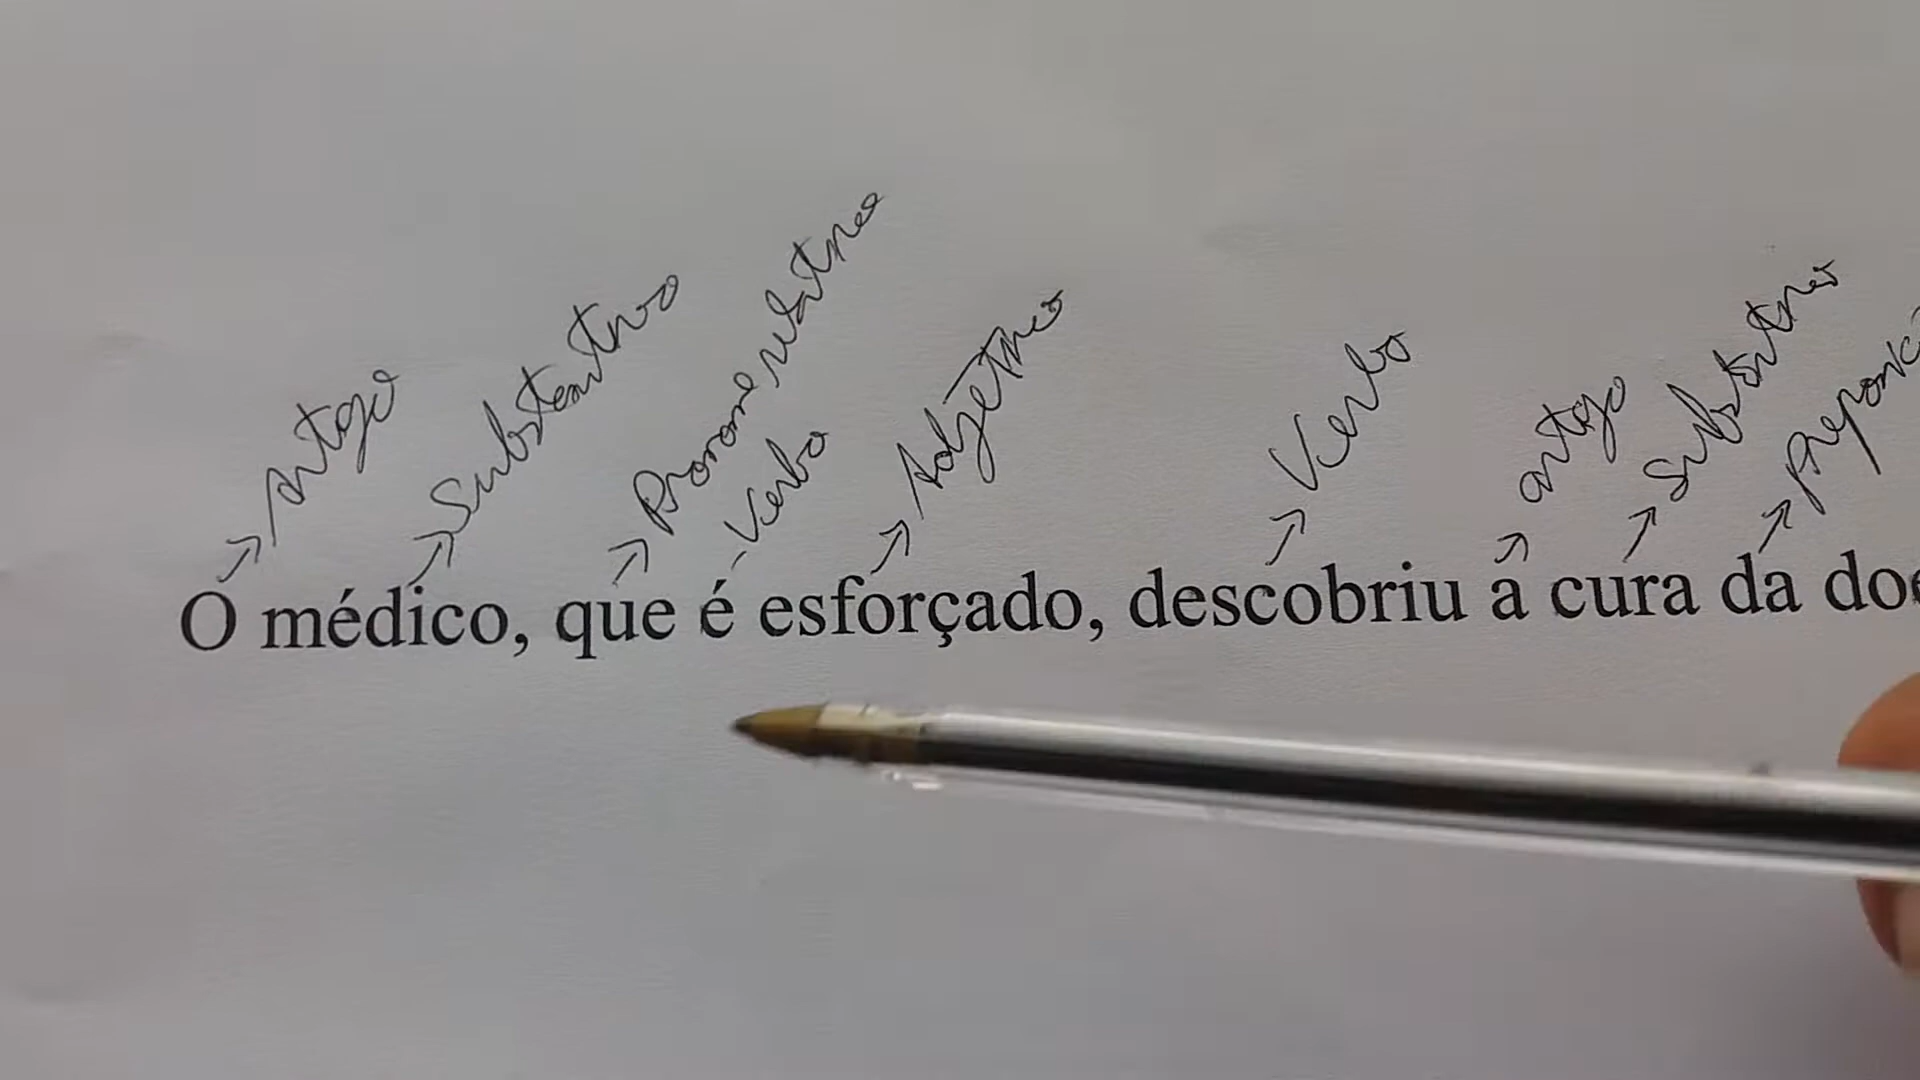 Artigo
Substantivo
Pronome relativo
Verbo
Adjetivo
Verbo
artigo
Substantivo
O médico, que é esforçado, descobriu a cura da